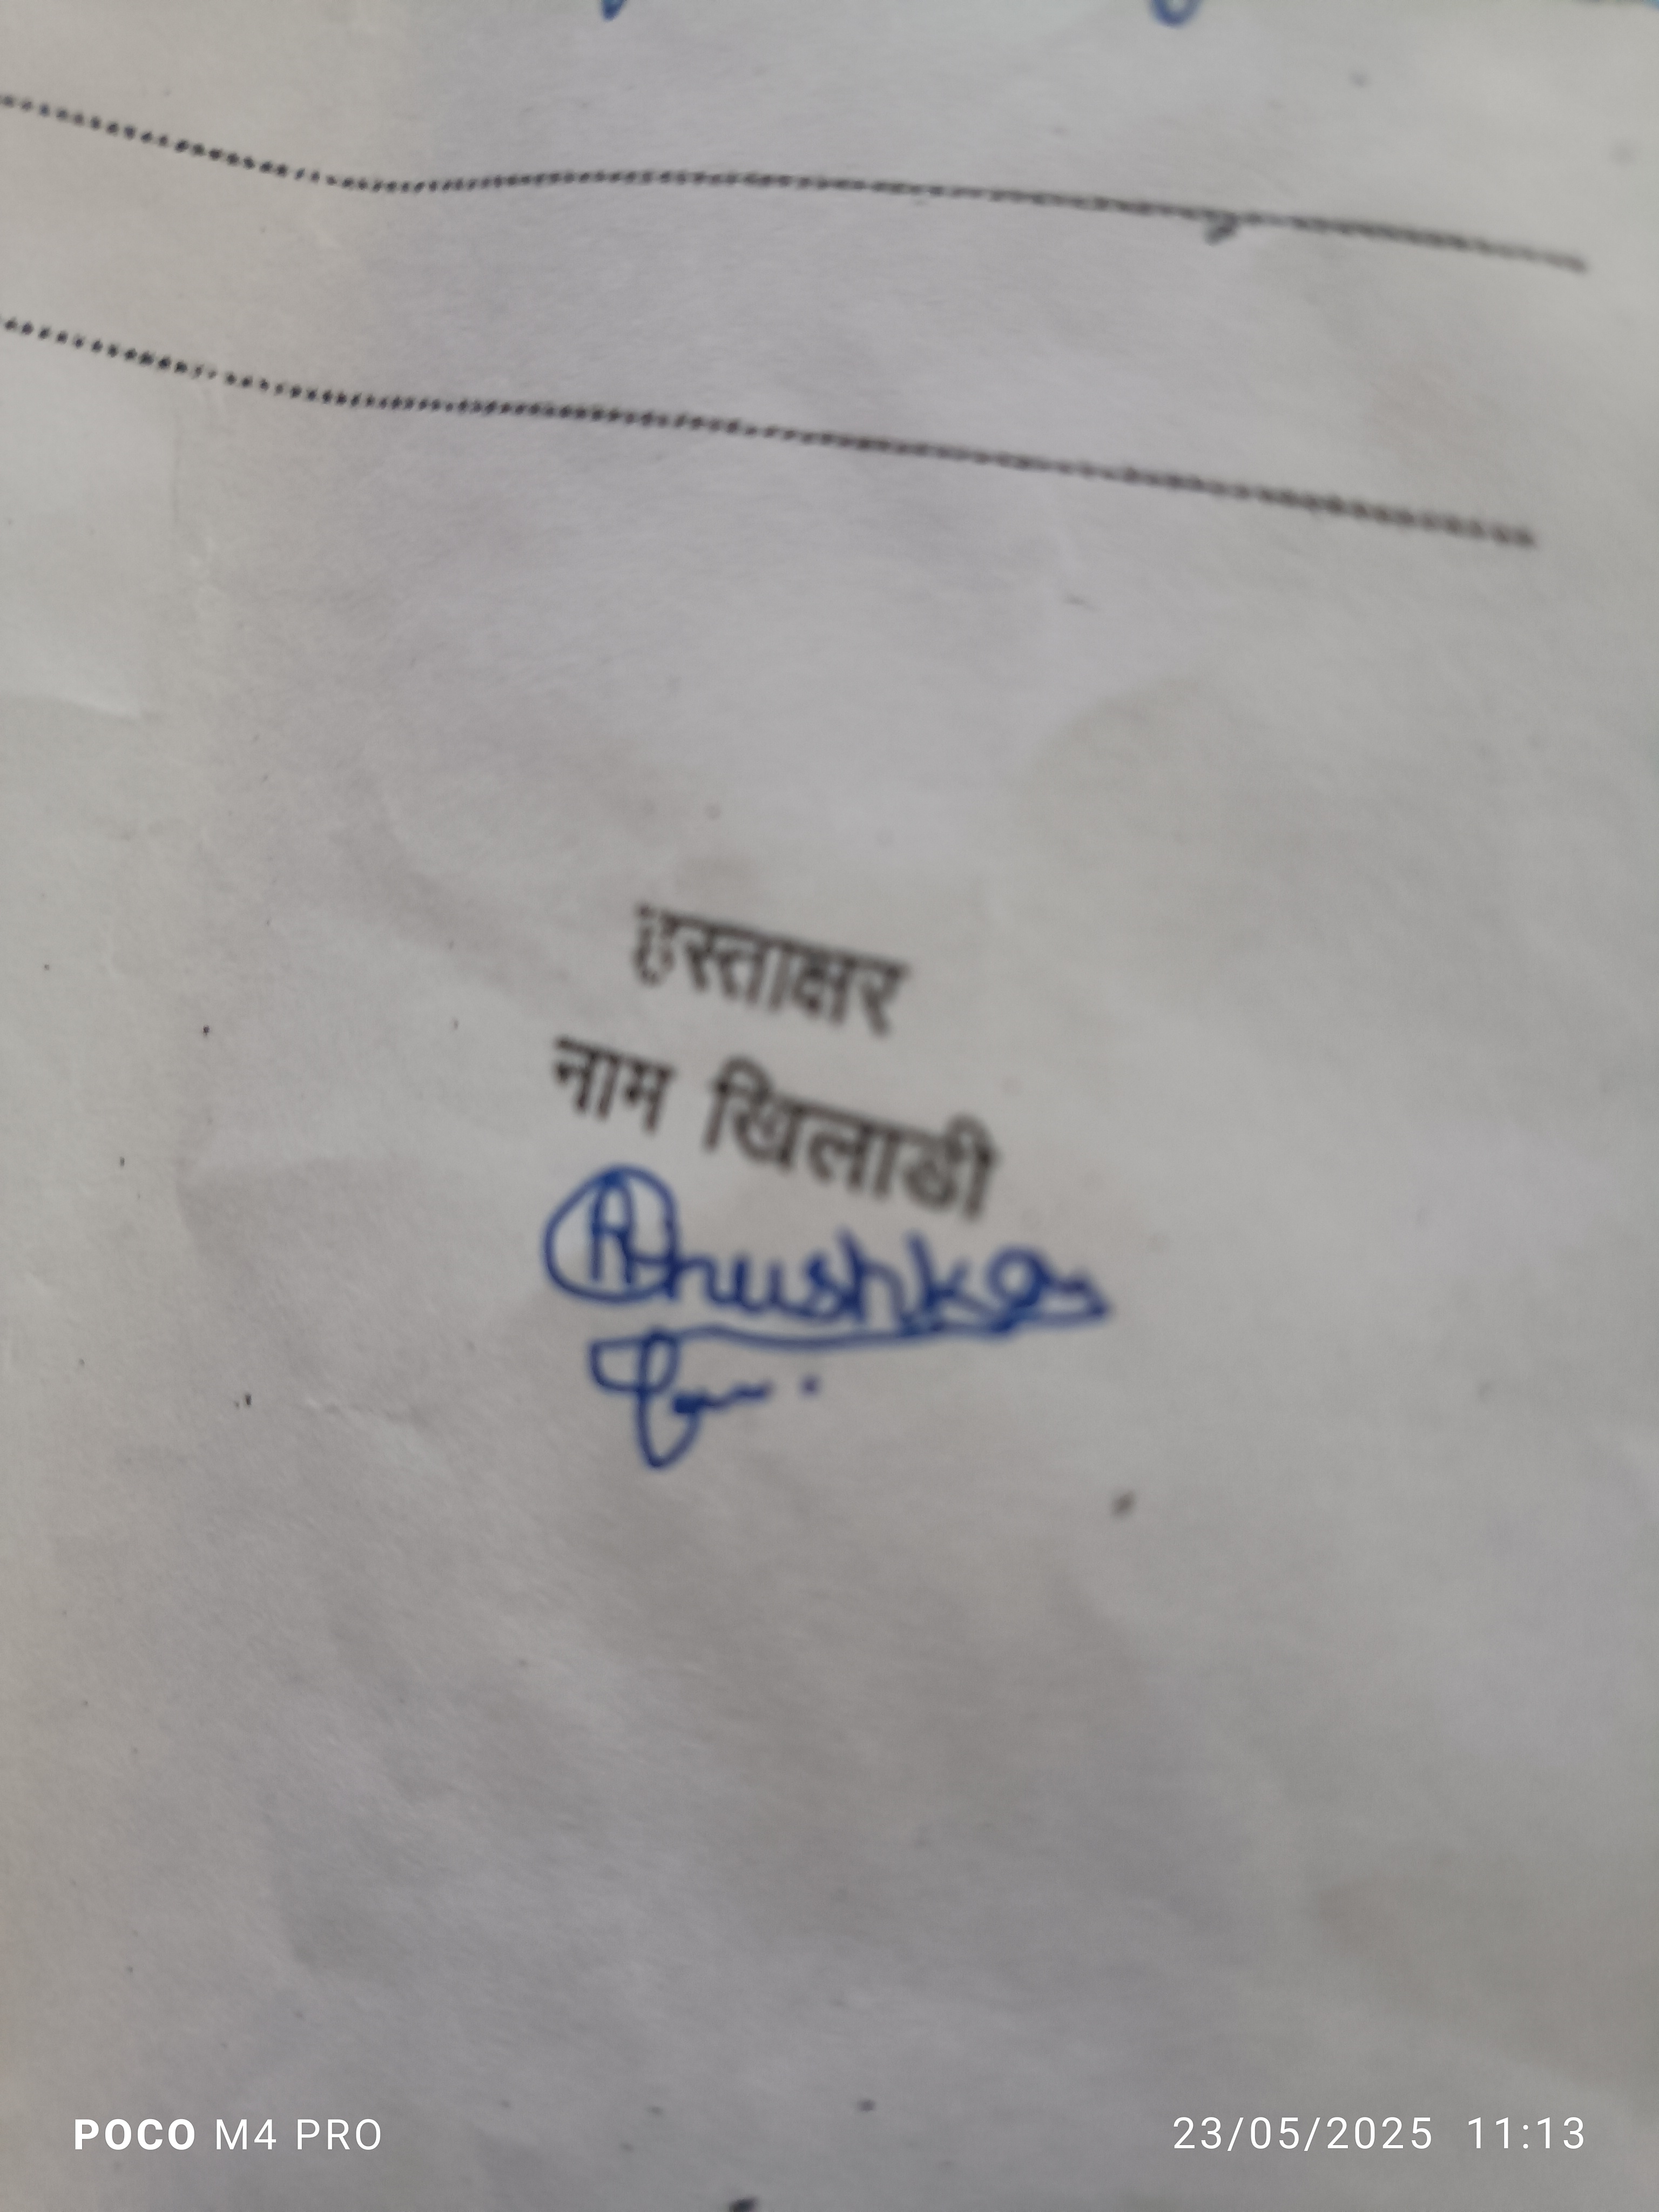 हस्ताक्षर
नाम खिलाडी
Anushka
POCO M4 PRO
23/05/2025 11:13